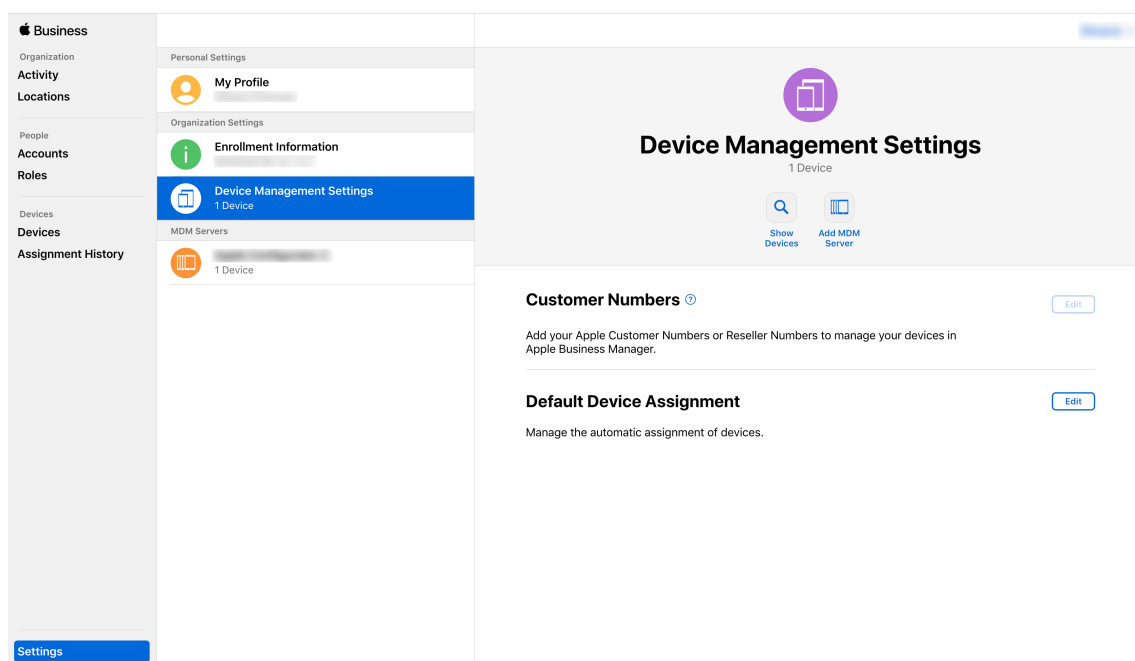 Business
Organization
Activity
Locations
People
Accounts
Roles
Devices
Devices
Assignment History
Settings
Personal Settings
My Profile
Organization Settings
Enrollment Information
Device Management Settings
1 Device
MDM Servers
1 Device
Device Management Settings
1 Device
Show
Devices
Add MDM
Server
Customer Numbers ?
Edit
Add your Apple Customer Numbers or Reseller Numbers to manage your devices in
Apple Business Manager.
Default Device Assignment
Edit
Manage the automatic assignment of devices.